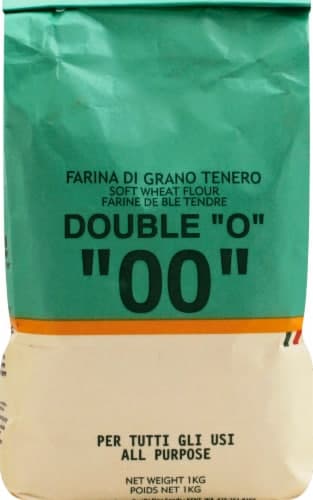 FARINA DI GRANO TENERO
SOFT WHEAT FLOUR
FARINE DE BLE TENDRE
DOUBLE "O"
"00"
PER TUTTI GLI USI
ALL PURPOSE
NET WEIGHT 1KG
POIDS NET 1KG